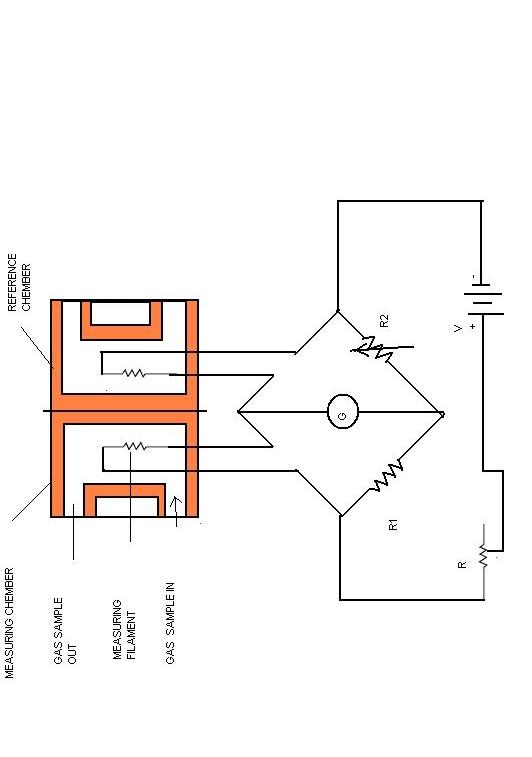 REFERENCE
CHEMBER
MEASURING CHEMBER
GAS SAMPLE
OUT
MEASURING
FILAMENT
GAS SAMPLE IN
R2
G
R1
V
+
-
R